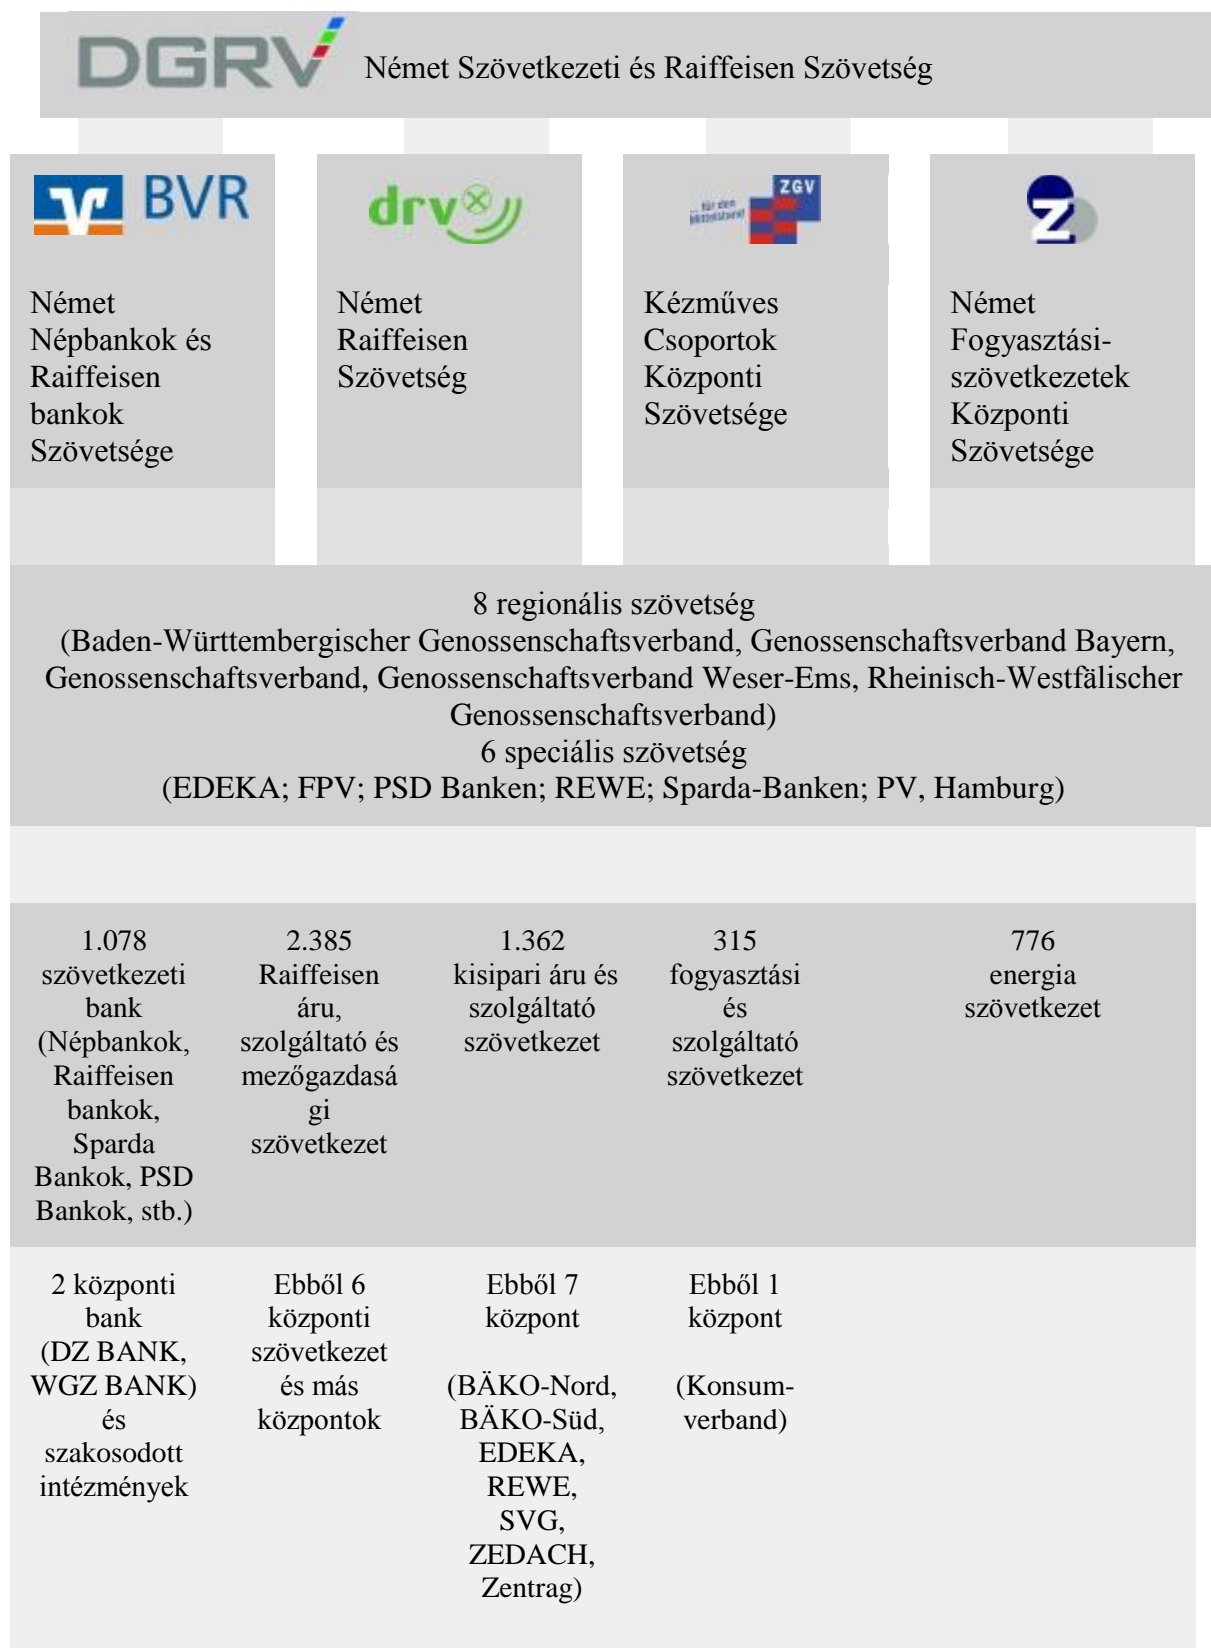 DGRV
Német Szövetkezeti és Raiffeisen Szövetség
BVR
Német
Népbankok és
Raiffeisen
bankok
Szövetsége
drv
Német
Raiffeisen
Szövetség
ZGV
... für den
Mittelstand
Kézműves
Csoportok
Központi
Szövetsége
Z
Német
Fogyasztási-
szövetkezetek
Központi
Szövetsége
8 regionális szövetség
(Baden-Württembergischer Genossenschaftsverband, Genossenschaftsverband Bayern,
Genossenschaftsverband, Genossenschaftsverband Weser-Ems, Rheinisch-Westfälischer
Genossenschaftsverband)
6 speciális szövetség
(EDEKA; FPV; PSD Banken; REWE; Sparda-Banken; PV, Hamburg)
1.078
szövetkezeti
bank
(Népbankok,
Raiffeisen
bankok,
Sparda
Bankok, PSD
Bankok, stb.)
2.385
Raiffeisen
áru,
szolgáltató és
mezőgazdasá
gi
szövetkezet
1.362
kisipari áru és
szolgáltató
szövetkezet
315
fogyasztási
és
szolgáltató
szövetkezet
776
energia
szövetkezet
2 központi
bank
(DZ BANK,
WGZ BANK)
és
szakosodott
intézmények
Ebből 6
központi
szövetkezet
és más
központok
Ebből 7
központ
(BÄKO-Nord,
BÄKO-Süd,
EDEKA,
REWE,
SVG,
ZEDACH,
Zentrag)
Ebből 1
központ
(Konsum-
verband)